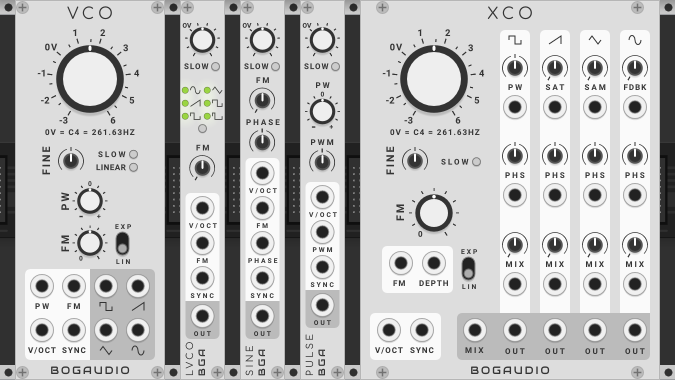 VCO
0V 1 2 3 4 5 6 -1 -2 -3
0V = C4 = 261.63HZ
FINE
SLOW
LINEAR
PW
0
- +
FM
0
EXP
LIN
PW FM
V/OCT SYNC
BOGAUDIO
0V
SLOW
FM
V/OCT
FM
SYNC
OUT
LVCO
BGA
0V
SLOW
FM
PHASE
V/OCT
FM
PHASE
SYNC
OUT
SINE
BGA
0V
SLOW
PW
0
- +
PWM
V/OCT
PWM
SYNC
OUT
PULSE
BGA
XCO
0V 1 2 3 4 5 6 -1 -2 -3
0V = C4 = 261.63HZ
FINE
SLOW
FM
0
FM DEPTH
EXP
LIN
PW SAT SAM FDBK
PHS PHS PHS PHS
MIX MIX MIX MIX
V/OCT SYNC
MIX OUT OUT OUT OUT
BOGAUDIO